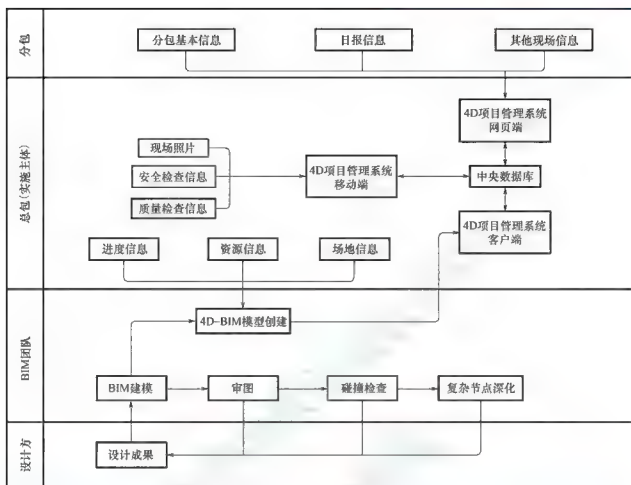 分包
分包基本信息
日报信息
其他现场信息
总包(实施主体)
4D项目管理系统
网页端
现场照片
安全检查信息
质量检查信息
4D项目管理系统
移动端
中央数据库
4D项目管理系统
客户端
进度信息
资源信息
场地信息
BIM团队
4D-BIM模型创建
BIM建模
审图
碰撞检查
复杂节点深化
设计方
设计成果